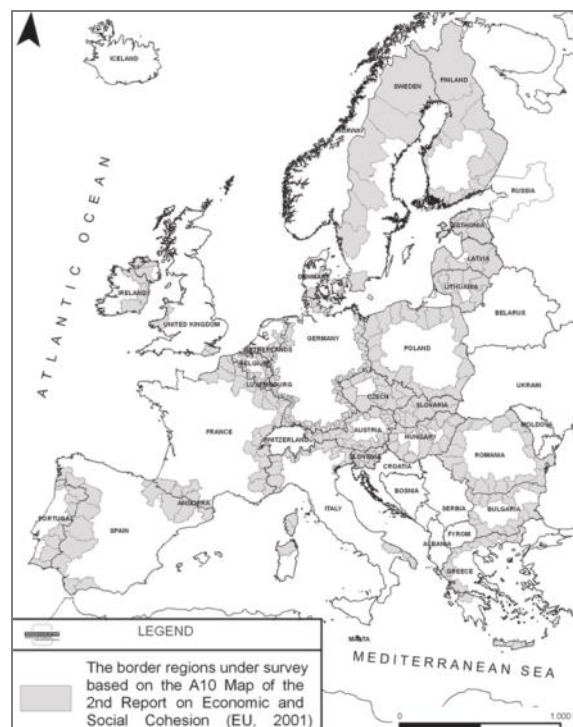 ICELAND
FINLAND
SWEDEN
NORWAY
RUSSIA
ESTHONIA
LATVIA
LITHUANIA
DENMARK
IRELAND
UNITED KINGDOM
BELARUS
NETHERLANDS
GERMANY
POLAND
BELGIUM
LUXEMBOURG
UKRAINI
CZECH
SLOVARIA
FRANCE
AUSTRIA
MOLDOVA
SWITZERLAND
HUNGARY
SLOVENIA
ROMANIA
CROATIA
BOSNIA
SERBIA
ANDORRA
ITALY
BULGARIA
PORTUGAL
SPAIN
FYROM
ALBANIA
GREECE
MALTA
ATLANTIC OCEAN
MEDITERRANEAN SEA
LEGEND
The border regions under survey
based on the A10 Map of the
2nd Report on Economic and
Social Cohesion (EU, 2001)
0 1.000